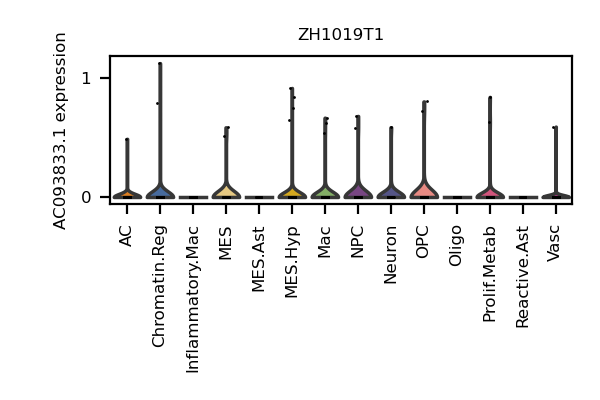 ZH1019T1
AC093833.1 expression
1
0
AC
Chromatin.Reg
Inflammatory.Mac
MES
MES.Ast
MES.Hyp
Mac
NPC
Neuron
OPC
Oligo
Prolif.Metab
Reactive.Ast
Vasc